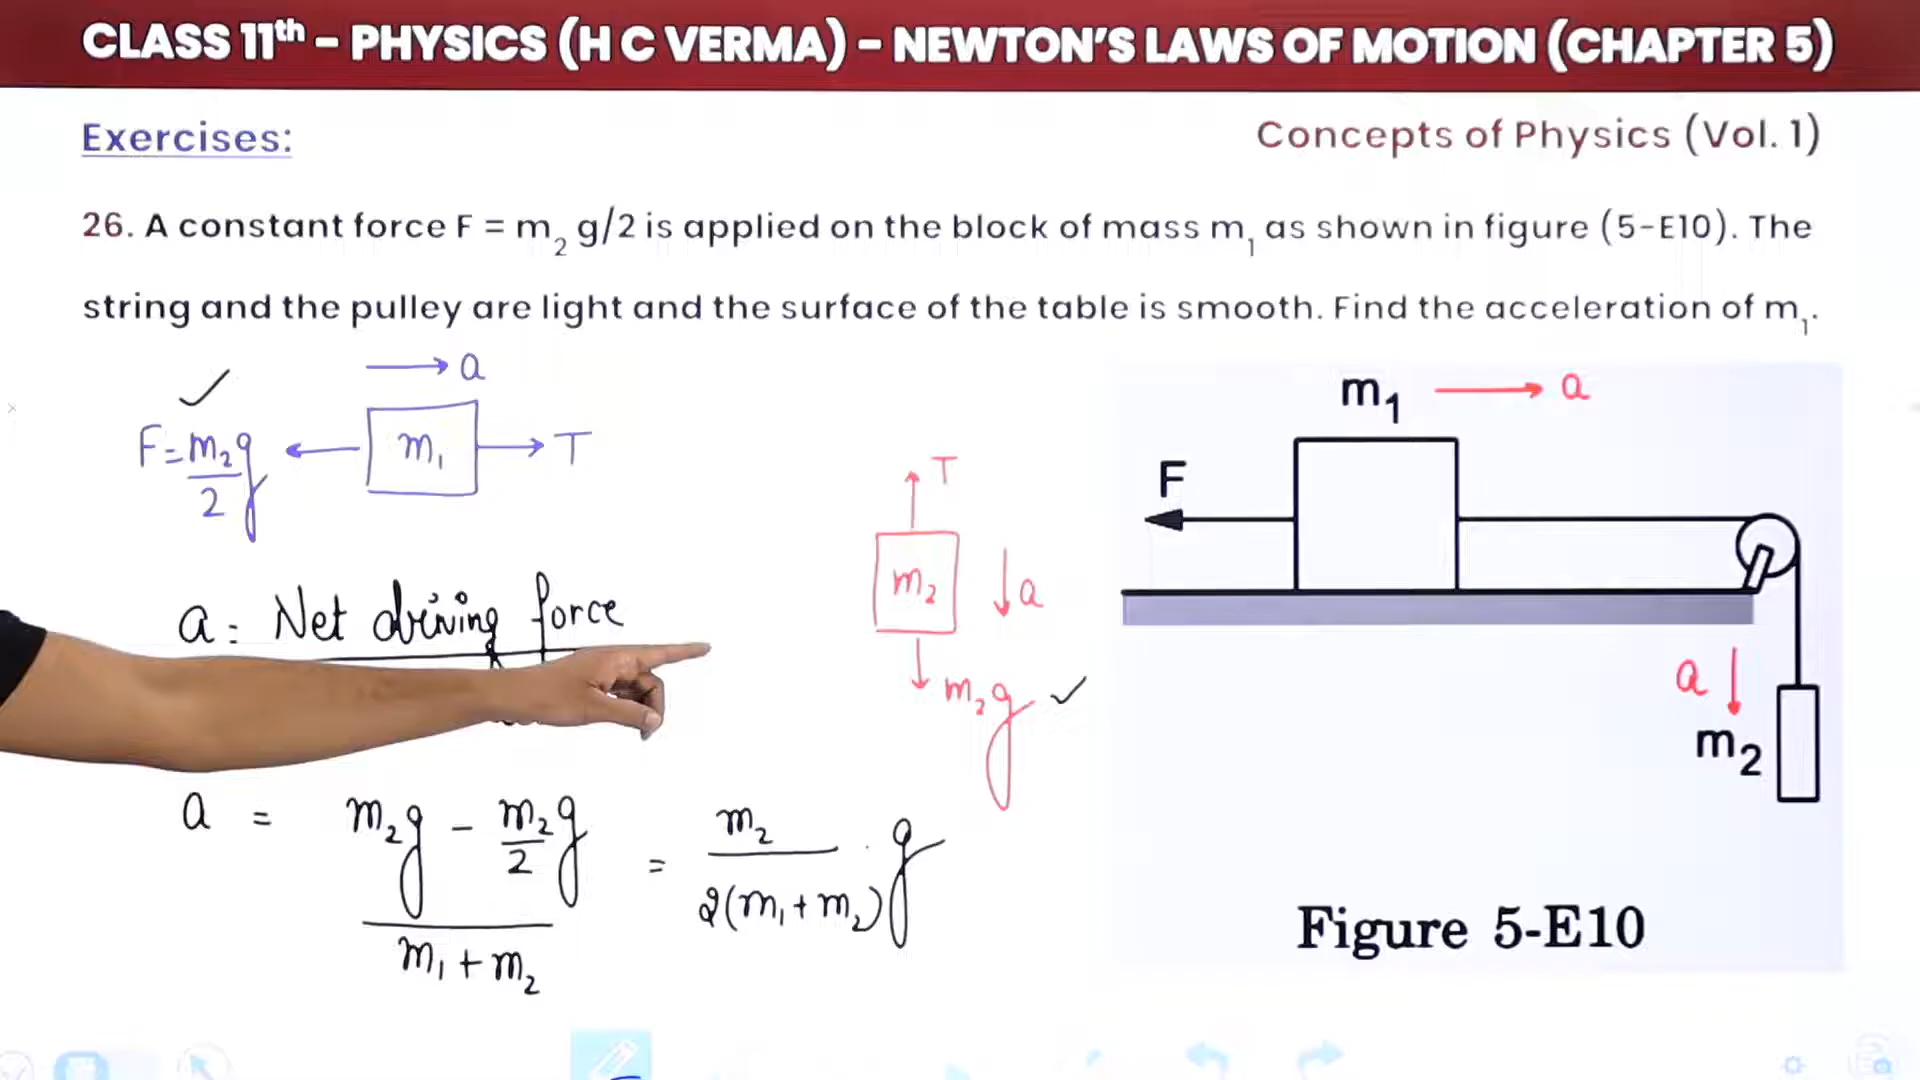 CLASS 11th – PHYSICS (H C VERMA) – NEWTON'S LAWS OF MOTION (CHAPTER 5)
Exercises:
Concepts of Physics (Vol. 1)
26. A constant force F = m₂ g/2 is applied on the block of mass m₁ as shown in figure (5-E10). The
string and the pulley are light and the surface of the table is smooth. Find the acceleration of m₁.
→ a
F = m₂g/2 ← m₁ → T
a = Net driving force
a = (m₂g – m₂g/2)/(m₁ + m₂) = m₂/2(m₁ + m₂) . g
T
m₂ ↓ a
m₂g ✓
m₁ → a
F
a ↓
m₂
Figure 5-E10